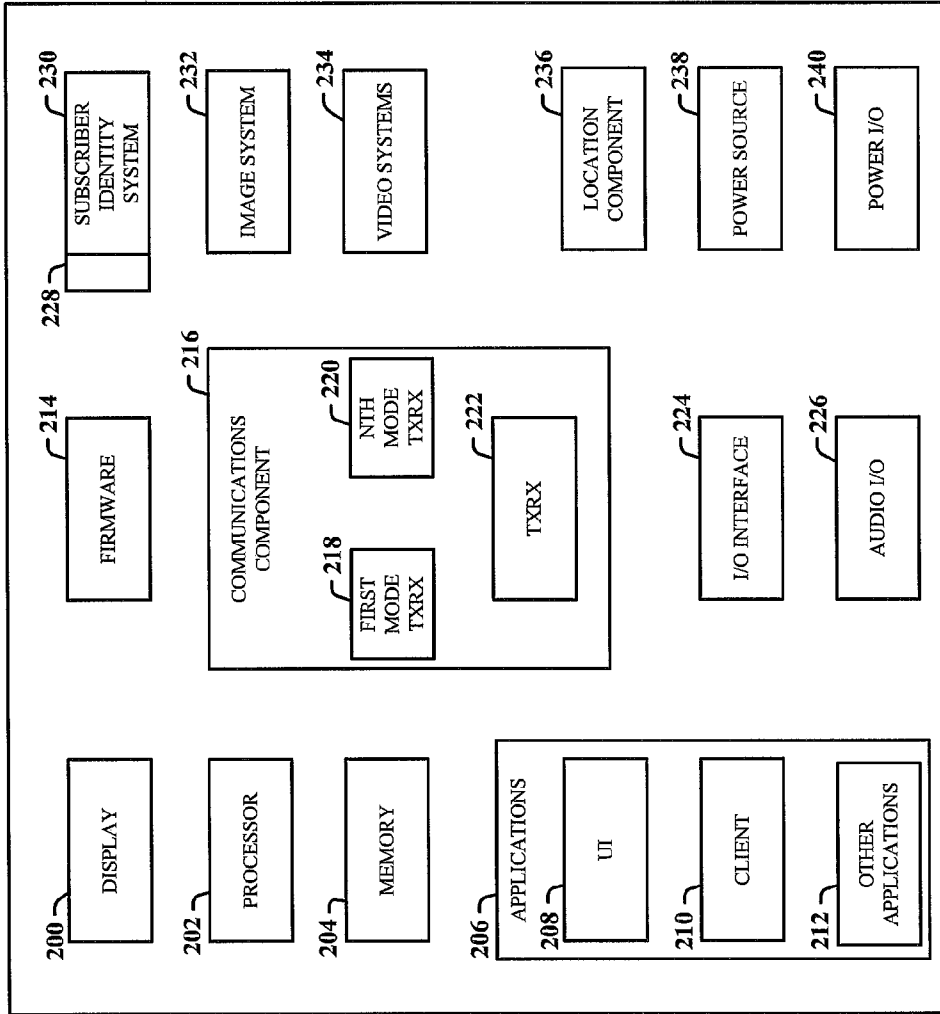 200
DISPLAY
202
PROCESSOR
204
MEMORY
206
APPLICATIONS
208
UI
210
CLIENT
212
OTHER
APPLICATIONS
214
FIRMWARE
216
COMMUNICATIONS
COMPONENT
218
FIRST
MODE
TXRX
220
NTH
MODE
TXRX
222
TXRX
224
I/O INTERFACE
226
AUDIO I/O
228
230
SUBSCRIBER
IDENTITY
SYSTEM
232
IMAGE SYSTEM
234
VIDEO SYSTEMS
236
LOCATION
COMPONENT
238
POWER SOURCE
240
POWER I/O